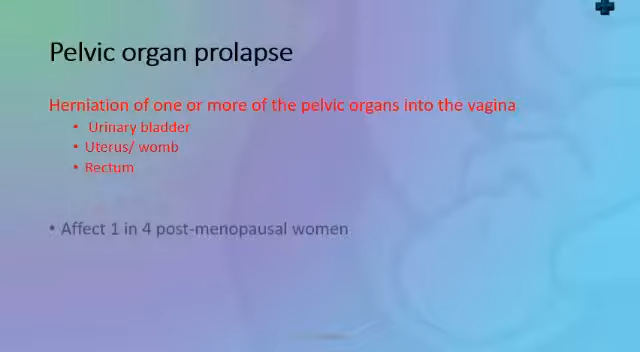 Pelvic organ prolapse
Herniation of one or more of the pelvic organs into the vagina
• Urinary bladder
• Uterus/ womb
• Rectum
• Affect 1 in 4 post-menopausal women